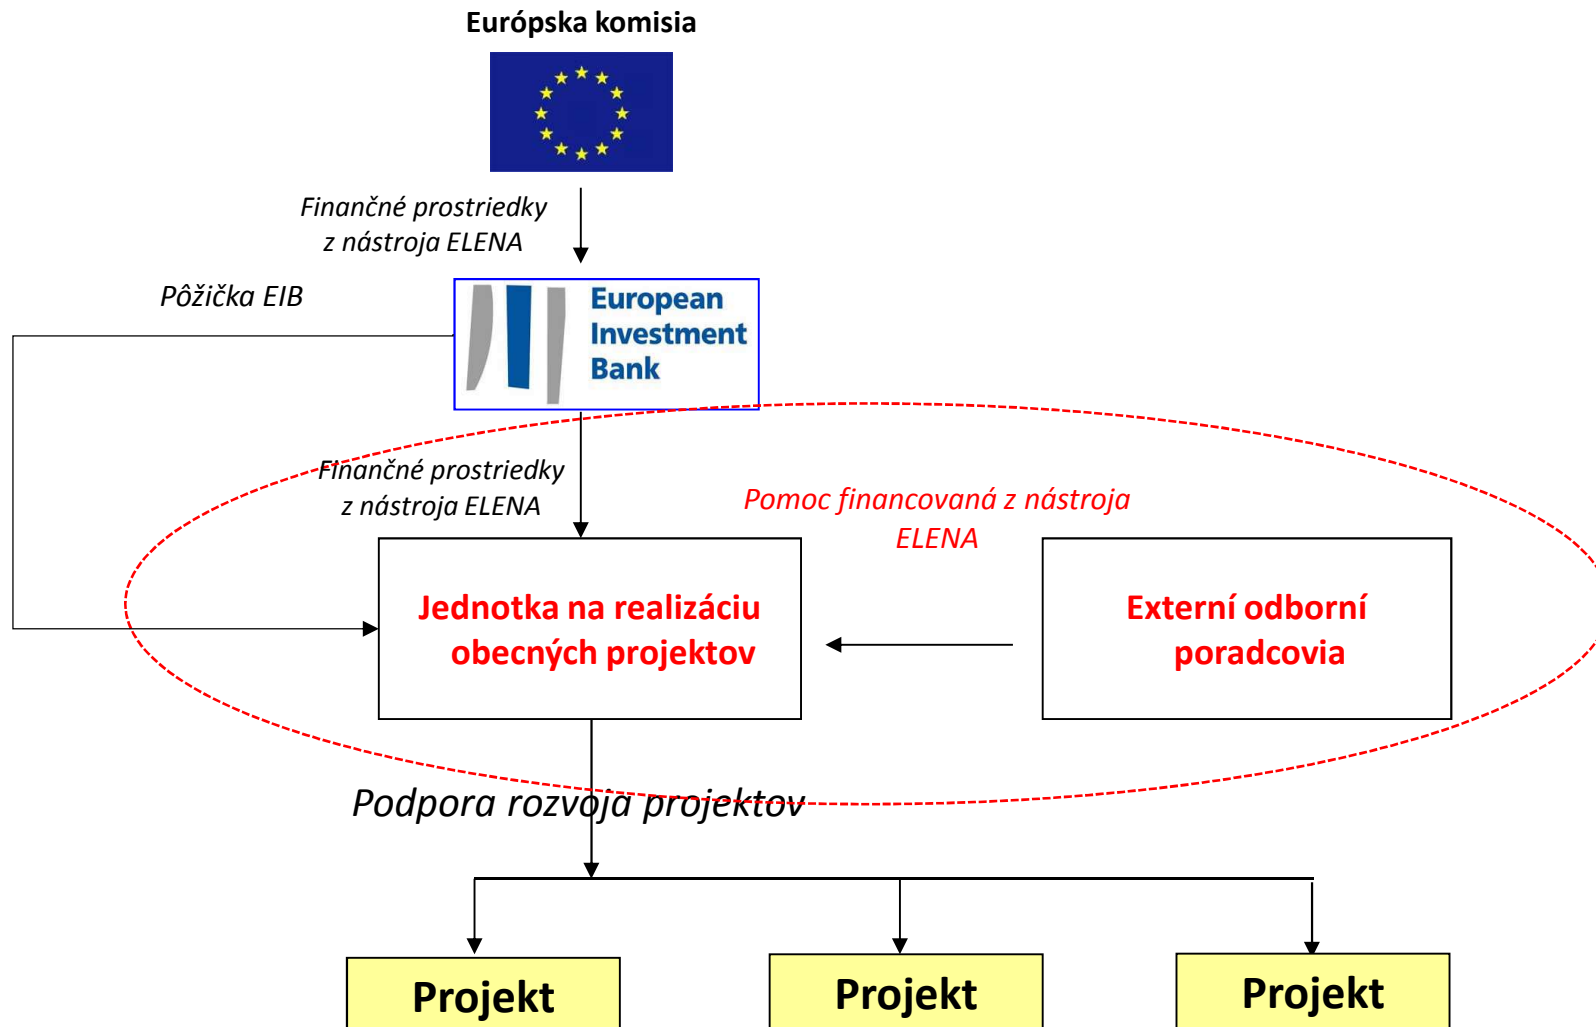 Európska komisia
Finančné prostriedky
z nástroja ELENA
Pôžička EIB
European
Investment
Bank
Finančné prostriedky
z nástroja ELENA
Pomoc financovaná z nástroja
ELENA
Jednotka na realizáciu
obecných projektov
Externí odborní
poradcovia
Podpora rozvoja projektov
Projekt
Projekt
Projekt